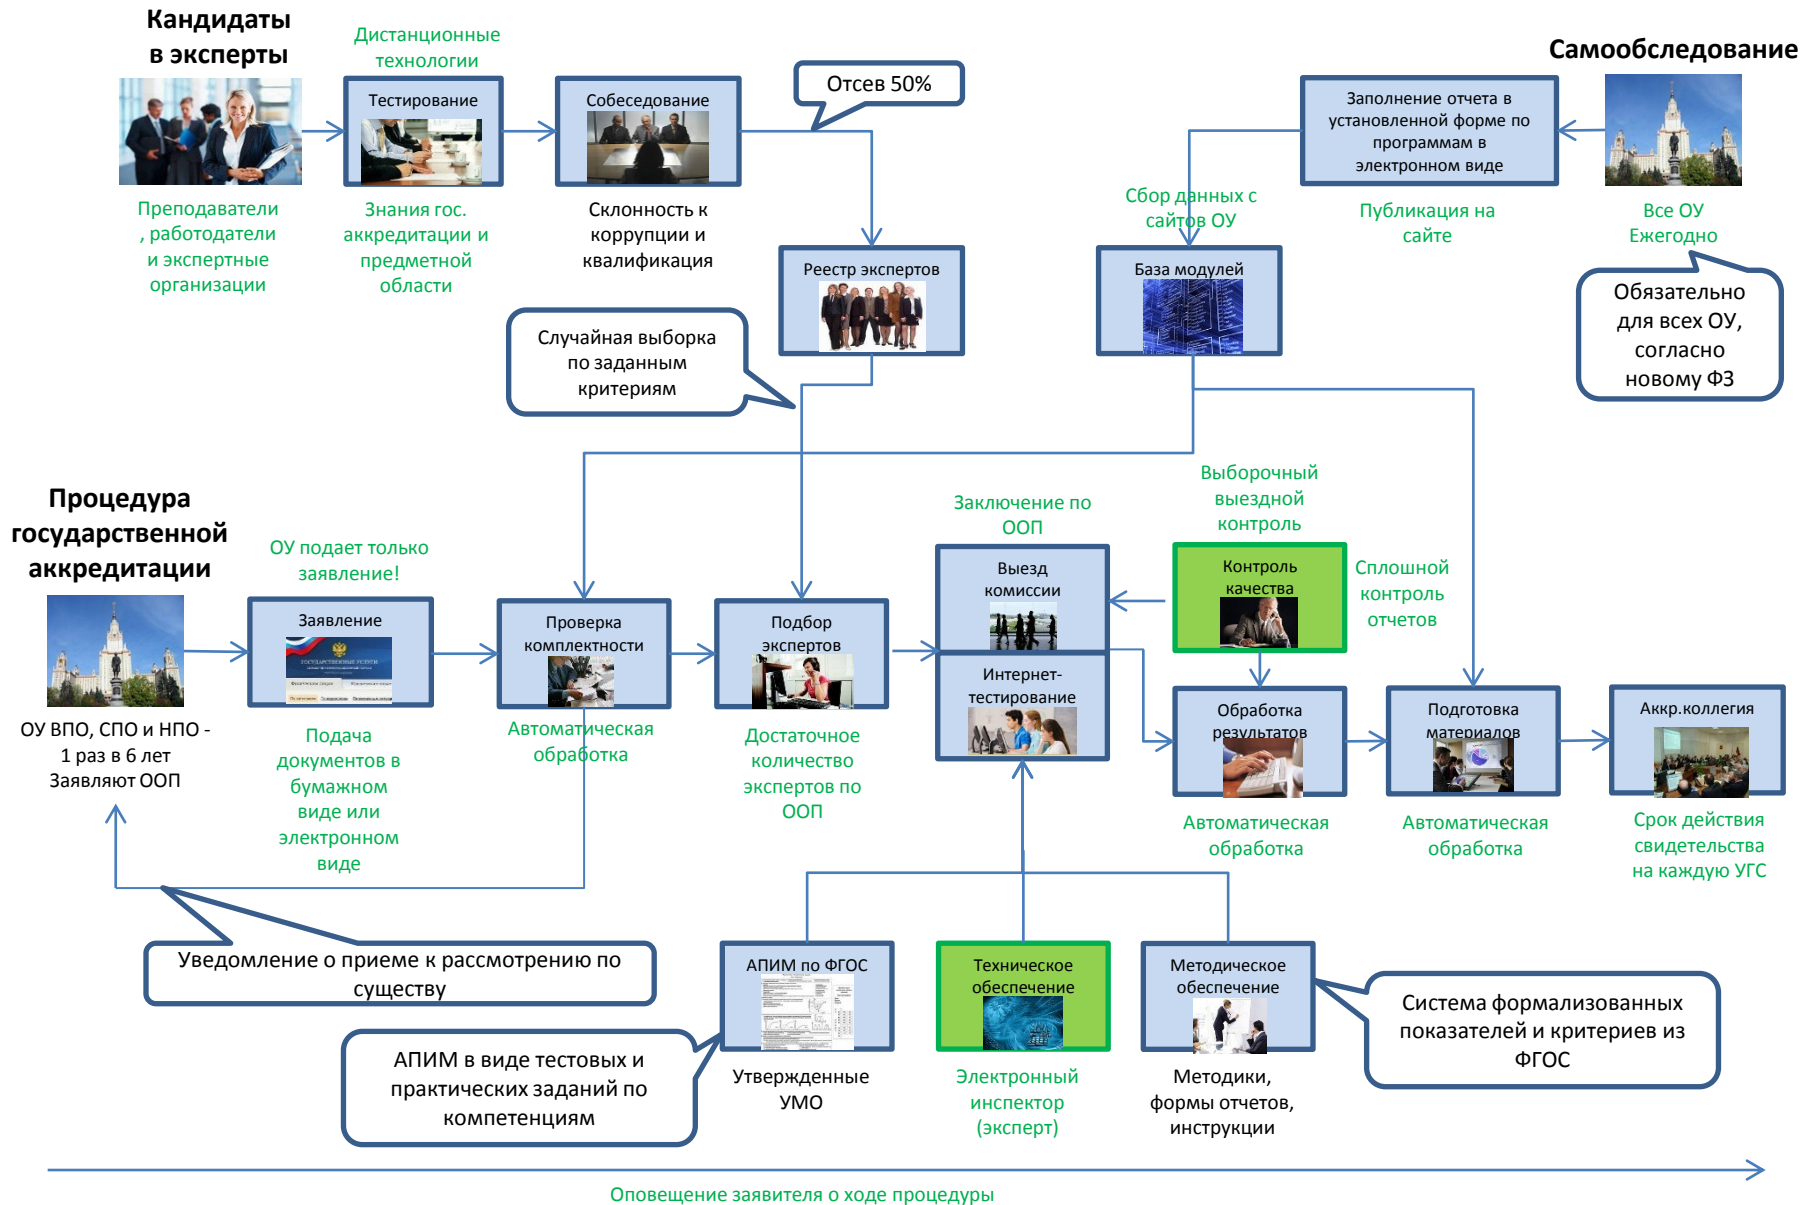 Кандидаты
в эксперты
Дистанционные
технологии
Тестирование
Собеседование
Отсев 50%
Преподаватели
, работодатели
и экспертные
организации
Знания гос.
аккредитации и
предметной
области
Склонность к
коррупции и
квалификация
Реестр экспертов
Случайная выборка
по заданным
критериям
Самообследование
Заполнение отчета в
установленной форме по
программам в
электронном виде
Сбор данных с
сайтов ОУ
Публикация на
сайте
Все ОУ
Ежегодно
База модулей
Обязательно
для всех ОУ,
согласно
новому ФЗ
Процедура
государственной
аккредитации
ОУ подает только
заявление!
Заявление
ГОСУДАРСТВЕННЫЕ УСЛУГИ
Проверка
комплектности
Подбор
экспертов
Заключение по
ООП
Выезд
комиссии
Интернет-
тестирование
Выборочный
выездной
контроль
Контроль
качества
Сплошной
контроль
отчетов
Обработка
результатов
Подготовка
материалов
Аккр.коллегия
ОУ ВПО, СПО и НПО -
1 раз в 6 лет
Заявляют ООП
Подача
документов в
бумажном
виде или
электронном
виде
Автоматическая
обработка
Достаточное
количество
экспертов по
ООП
Автоматическая
обработка
Автоматическая
обработка
Срок действия
свидетельства
на каждую УГС
Уведомление о приеме к рассмотрению по
существу
АПИМ по ФГОС
Техническое
обеспечение
Методическое
обеспечение
Система формализованных
показателей и критериев из
ФГОС
АПИМ в виде тестовых и
практических заданий по
компетенциям
Утвержденные
УМО
Электронный
инспектор
(эксперт)
Методики,
формы отчетов,
инструкции
Оповещение заявителя о ходе процедуры